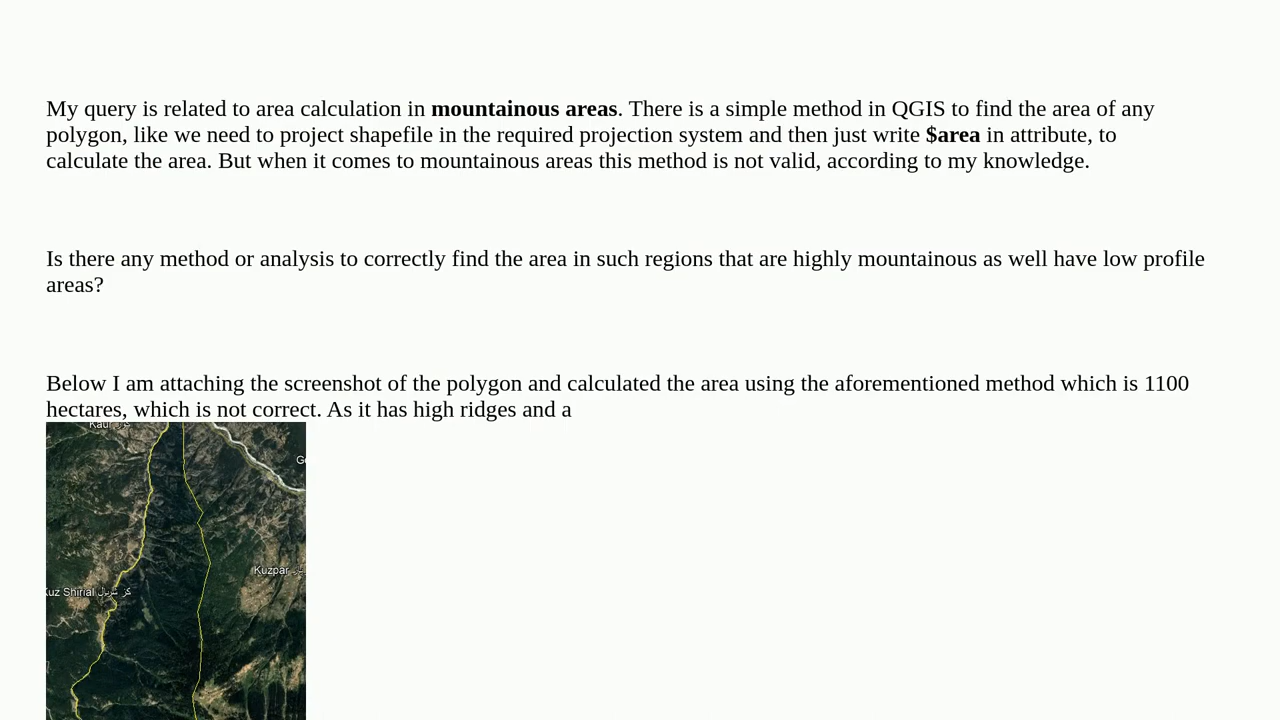 My query is related to area calculation in mountainous areas. There is a simple method in QGIS to find the area of any
polygon, like we need to project shapefile in the required projection system and then just write $area in attribute, to
calculate the area. But when it comes to mountainous areas this method is not valid, according to my knowledge.
Is there any method or analysis to correctly find the area in such regions that are highly mountainous as well have low profile
areas?
Below I am attaching the screenshot of the polygon and calculated the area using the aforementioned method which is 1100
hectares, which is not correct. As it has high ridges and a
Kuzpar
Kuz Shirial کز شڑیال